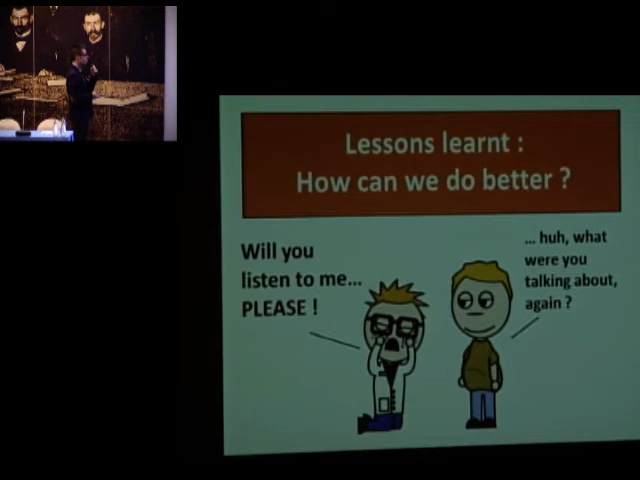 Lessons learnt :
How can we do better ?
Will you
listen to me...
PLEASE !
... huh, what
were you
talking about,
again ?